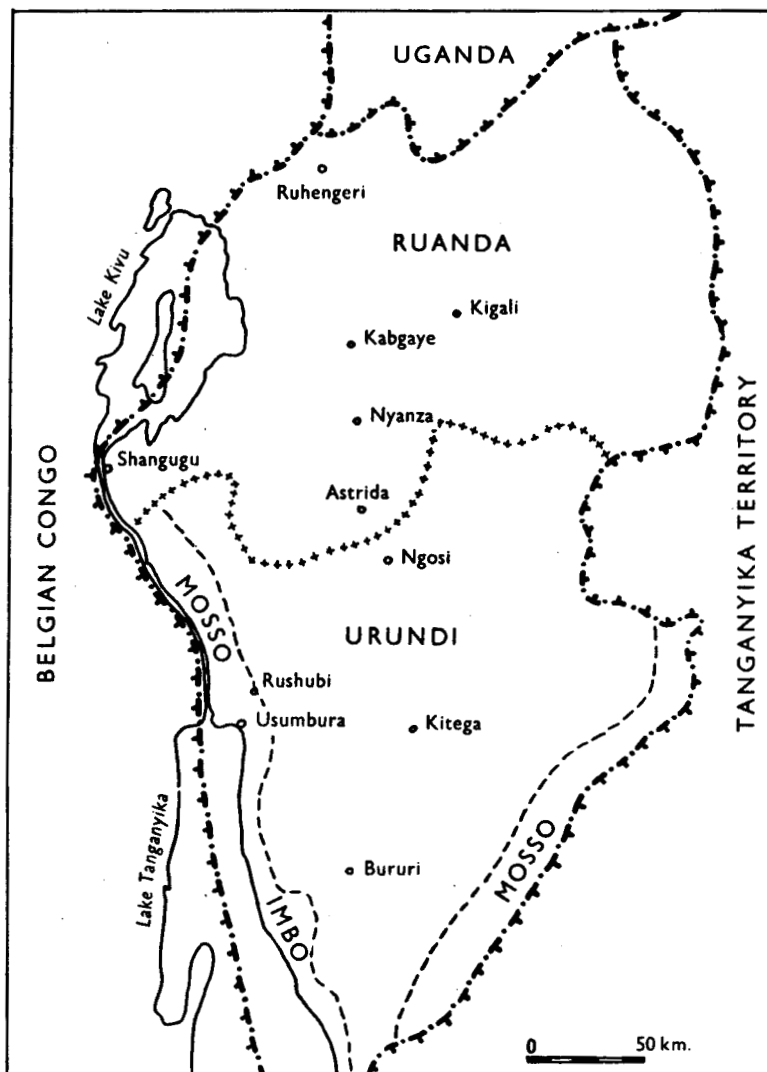 UGANDA
Ruhengeri
RUANDA
Lake Kivu
Kigali
Kabgaye
Nyanza
Shangugu
BELGIAN CONGO
TANGANYIKA TERRITORY
Astrida
Ngosi
MOSSO
URUNDI
Rushubi
Usumbura
Kitega
Lake Tanganyika
Bururi
MOSSO
IMBO
0 50 km.